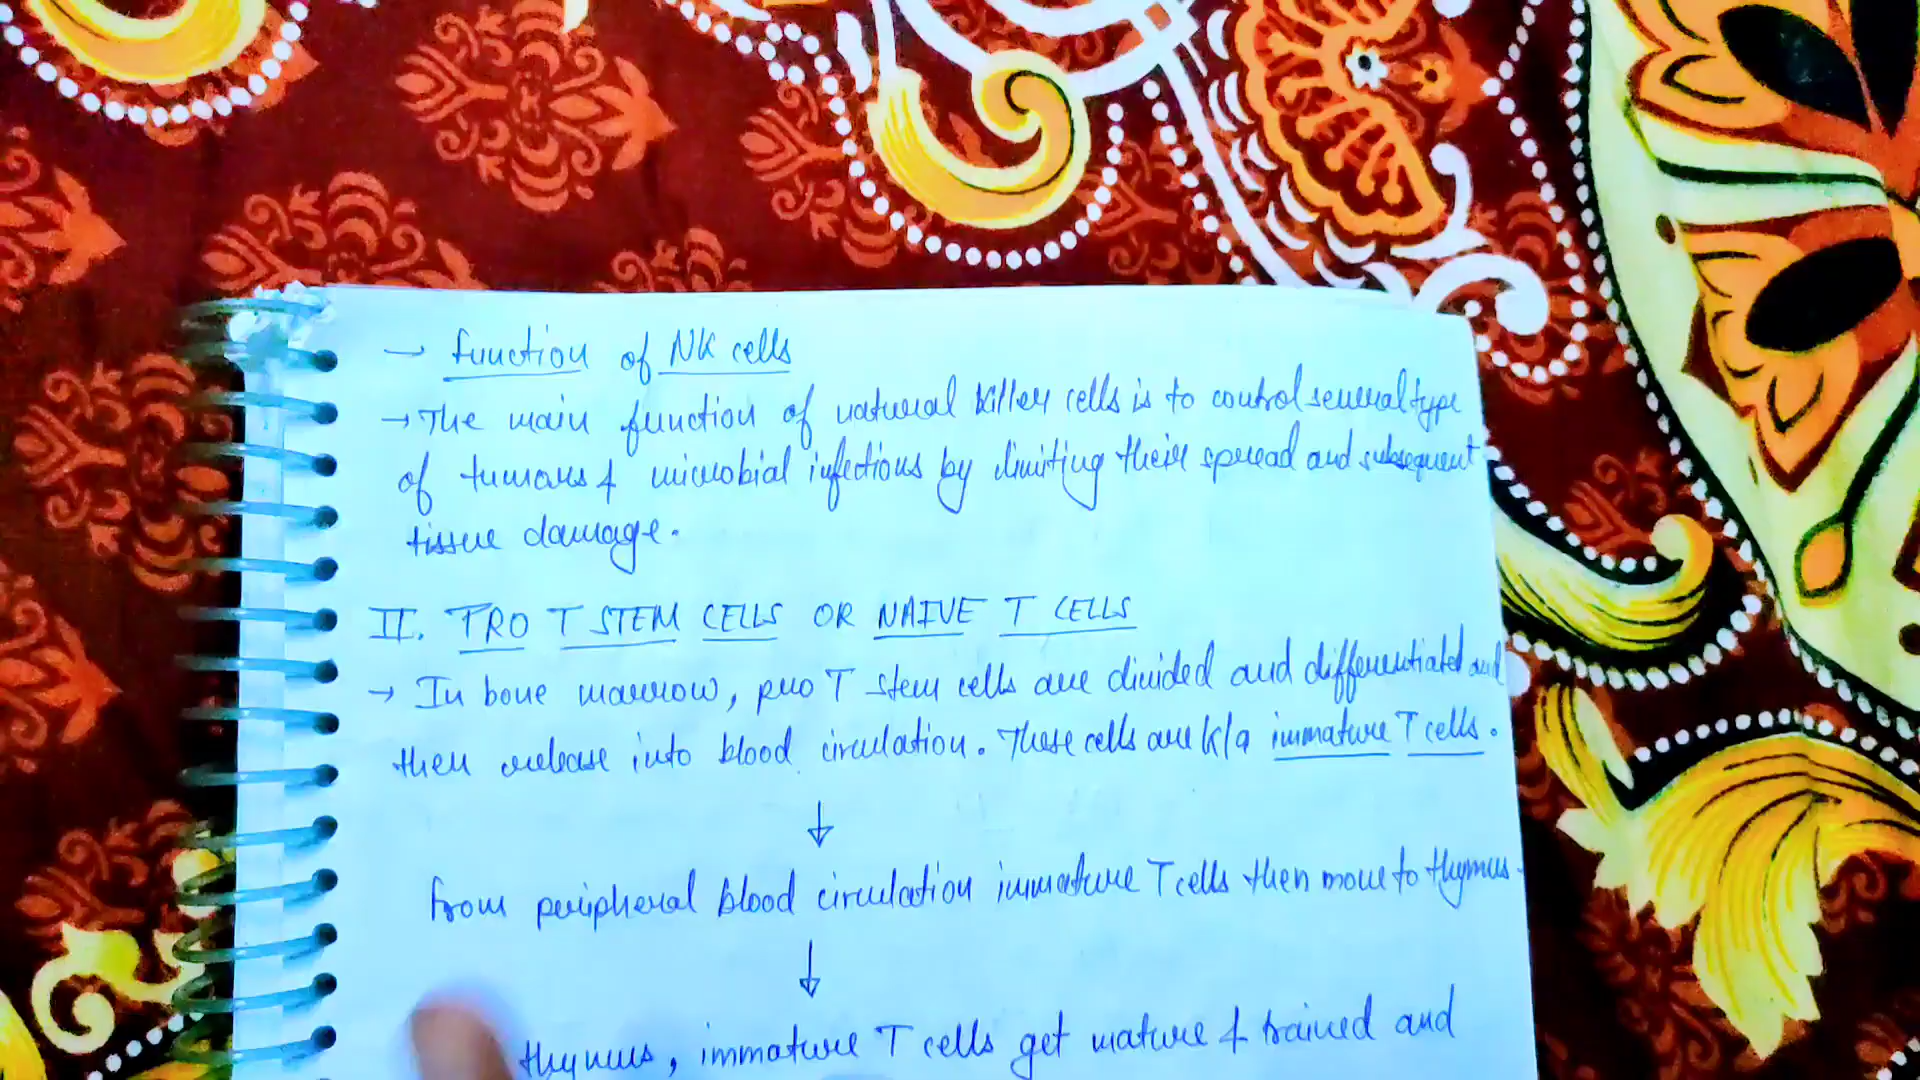 → function of NK cells
→ The main function of natural killer cells is to control several type
of tumors & microbial infections by limiting their spread and subsequent
tissue damage.
II. PRO T STEM CELLS OR NAIVE T CELLS
→ In bone marrow, pro T stem cells are divided and differentiated and
then release into blood circulation. These cells are k/a immature T cells.
↓
from peripheral blood circulation immature T cells then move to thymus.
↓
thymus, immature T cells get mature & trained and